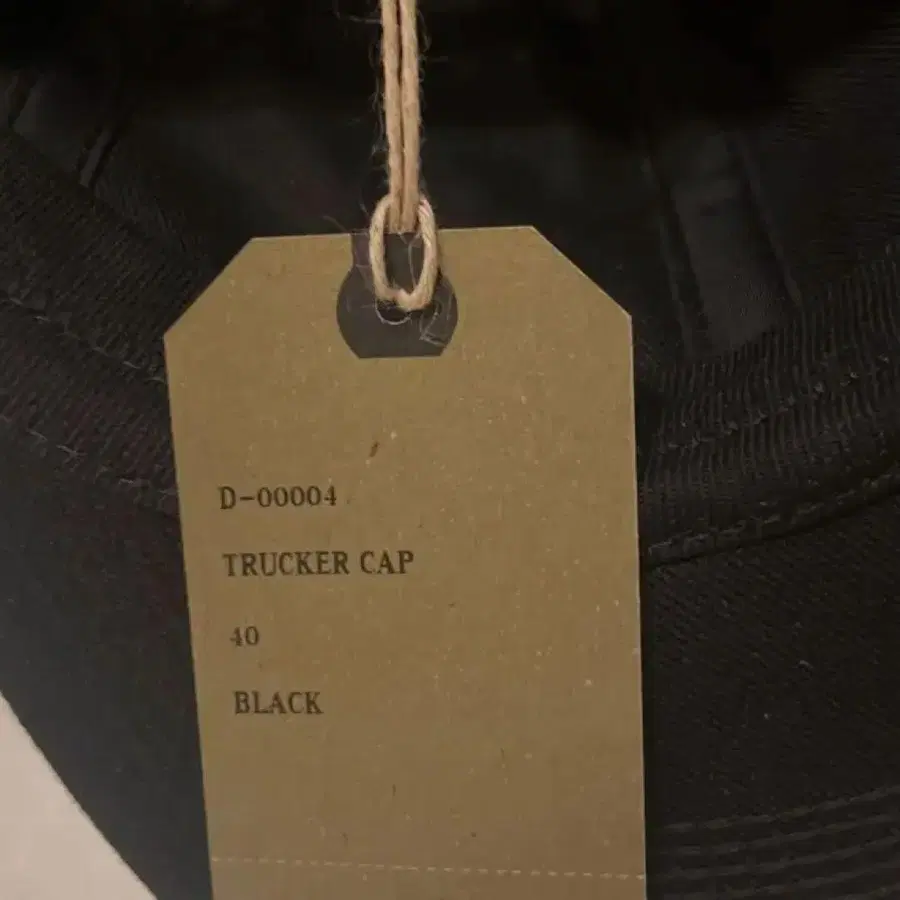 D-00004
TRUCKER CAP
40
BLACK